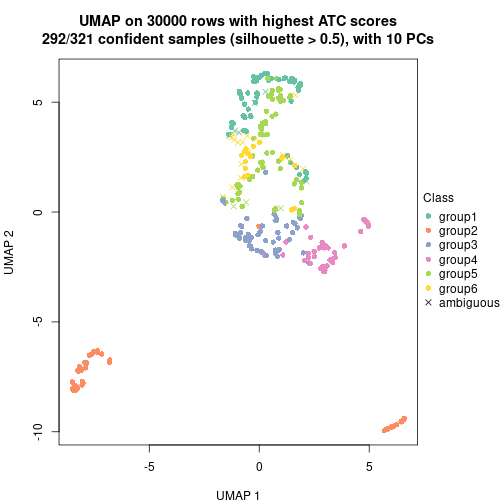 UMAP on 30000 rows with highest ATC scores
292/321 confident samples (silhouette > 0.5), with 10 PCs
5
0
-5
-10
UMAP 2
-5
0
5
UMAP 1
Class
group1
group2
group3
group4
group5
group6
ambiguous